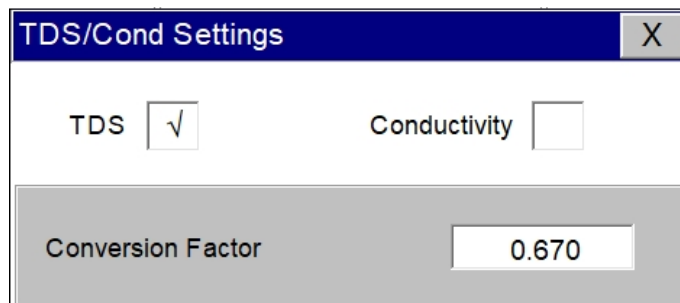 TDS/Cond Settings X
TDS √ Conductivity
Conversion Factor 0.670